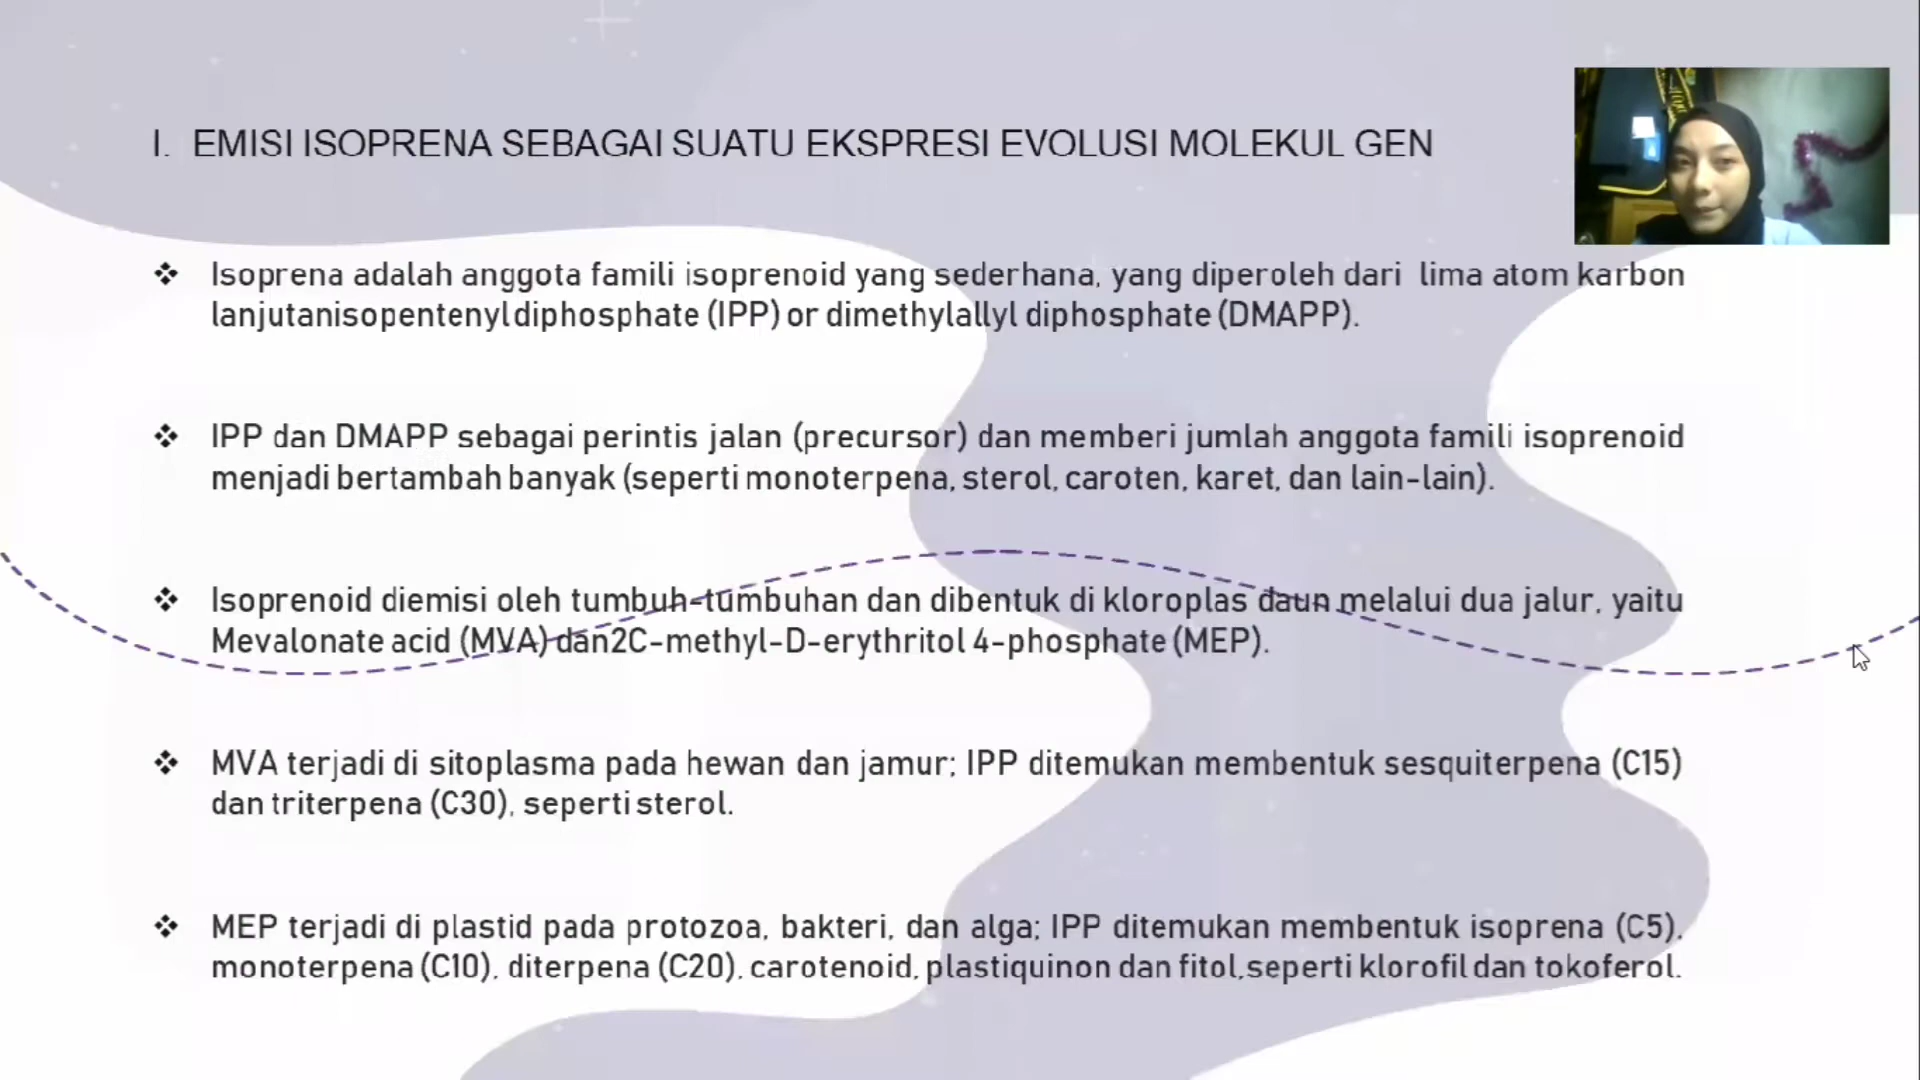 I. EMISI ISOPRENA SEBAGAI SUATU EKSPRESI EVOLUSI MOLEKUL GEN
❖ Isoprena adalah anggota famili isoprenoid yang sederhana, yang diperoleh dari lima atom karbon
lanjutanisopentenyl diphosphate (IPP) or dimethylallyl diphosphate (DMAPP).
❖ IPP dan DMAPP sebagai perintis jalan (precursor) dan memberi jumlah anggota famili isoprenoid
menjadi bertambah banyak (seperti monoterpena, sterol, caroten, karet, dan lain-lain).
❖ Isoprenoid diemisi oleh tumbuh-tumbuhan dan dibentuk di kloroplas daun melalui dua jalur, yaitu
Mevalonate acid (MVA) dan2C-methyl-D-erythritol 4-phosphate (MEP).
❖ MVA terjadi di sitoplasma pada hewan dan jamur; IPP ditemukan membentuk sesquiterpena (C15)
dan triterpena (C30), seperti sterol.
❖ MEP terjadi di plastid pada protozoa, bakteri, dan alga; IPP ditemukan membentuk isoprena (C5),
monoterpena (C10), diterpena (C20), carotenoid, plastiquinon dan fitol,seperti klorofil dan tokoferol.